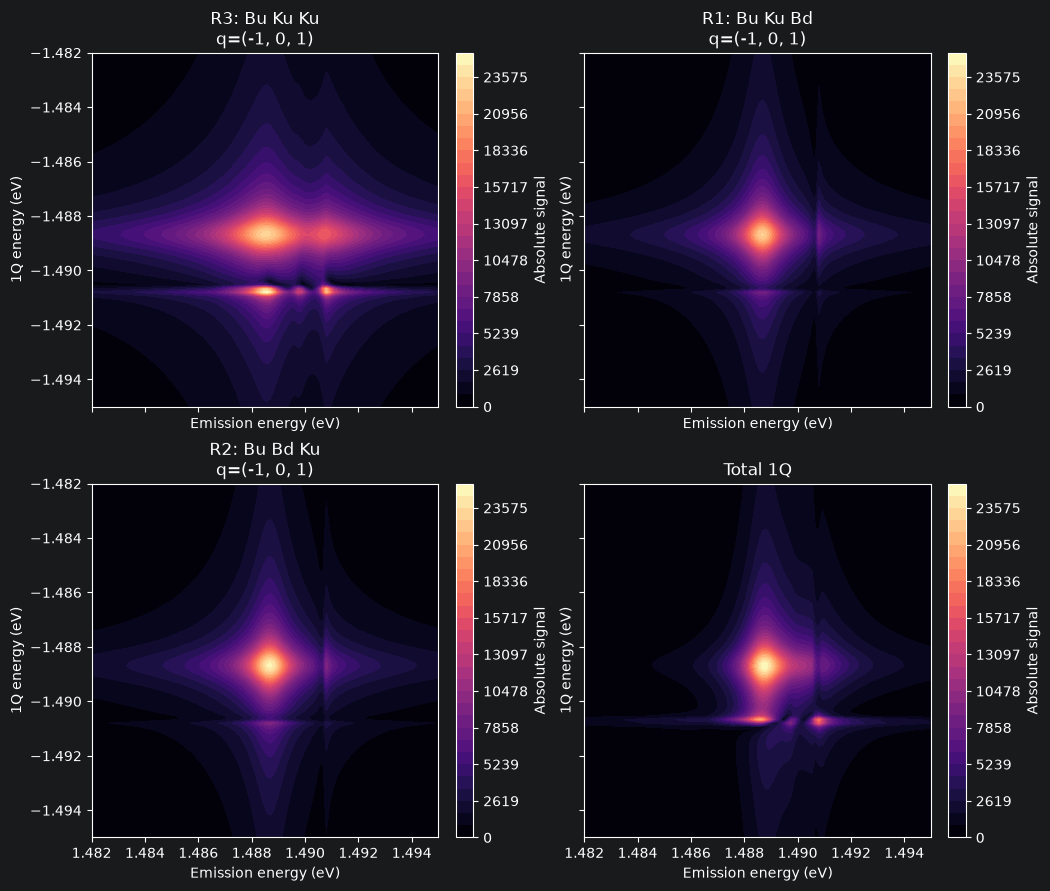 R3: Bu Ku Ku
q=(-1, 0, 1)
R1: Bu Ku Bd
q=(-1, 0, 1)
−1.482
−1.484
−1.486
−1.488
−1.490
−1.492
−1.494
1Q energy (eV)
Emission energy (eV)
23575
20956
18336
15717
13097
10478
7858
5239
2619
0
Absolute signal
1Q energy (eV)
Emission energy (eV)
23575
20956
18336
15717
13097
10478
7858
5239
2619
0
Absolute signal
R2: Bu Bd Ku
q=(-1, 0, 1)
Total 1Q
−1.482
−1.484
−1.486
−1.488
−1.490
−1.492
−1.494
1Q energy (eV)
1.482 1.484 1.486 1.488 1.490 1.492 1.494
Emission energy (eV)
23575
20956
18336
15717
13097
10478
7858
5239
2619
0
Absolute signal
1Q energy (eV)
1.482 1.484 1.486 1.488 1.490 1.492 1.494
Emission energy (eV)
23575
20956
18336
15717
13097
10478
7858
5239
2619
0
Absolute signal